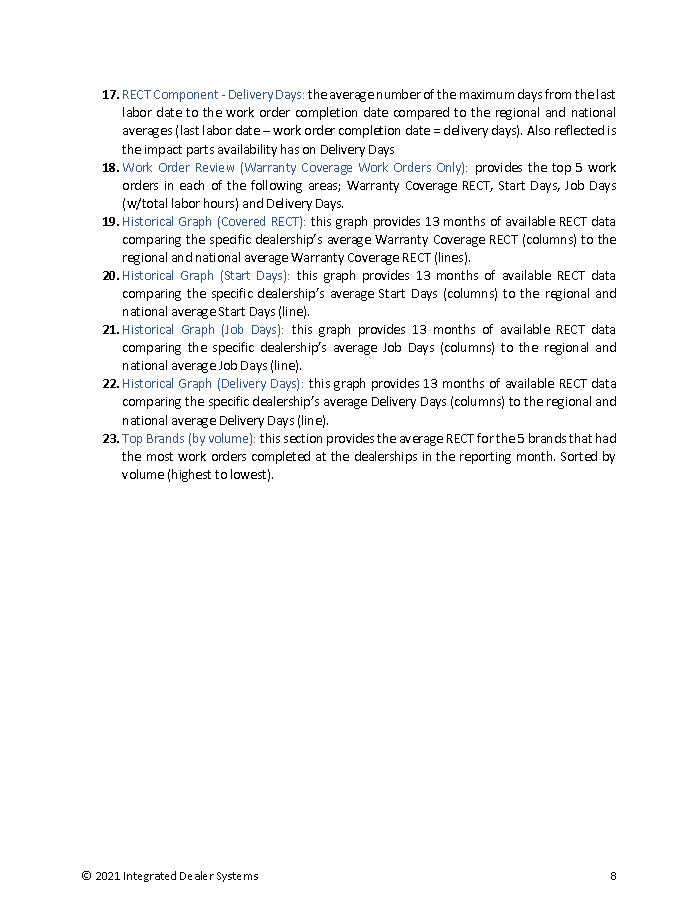 17. RECT Component - Delivery Days: the average number of the maximum days from the last
labor date to the work order completion date compared to the regional and national
averages (last labor date – work order completion date = delivery days). Also reflected is
the impact parts availability has on Delivery Days
18. Work Order Review (Warranty Coverage Work Orders Only): provides the top 5 work
orders in each of the following areas; Warranty Coverage RECT, Start Days, Job Days
(w/total labor hours) and Delivery Days.
19. Historical Graph (Covered RECT): this graph provides 13 months of available RECT data
comparing the specific dealership's average Warranty Coverage RECT (columns) to the
regional and national average Warranty Coverage RECT (lines).
20. Historical Graph (Start Days): this graph provides 13 months of available RECT data
comparing the specific dealership's average Start Days (columns) to the regional and
national average Start Days (line).
21. Historical Graph (Job Days): this graph provides 13 months of available RECT data
comparing the specific dealership's average Job Days (columns) to the regional and
national average Job Days (line).
22. Historical Graph (Delivery Days): this graph provides 13 months of available RECT data
comparing the specific dealership's average Delivery Days (columns) to the regional and
national average Delivery Days (line).
23. Top Brands (by volume): this section provides the average RECT for the 5 brands that had
the most work orders completed at the dealerships in the reporting month. Sorted by
volume (highest to lowest).
© 2021 Integrated Dealer Systems 8